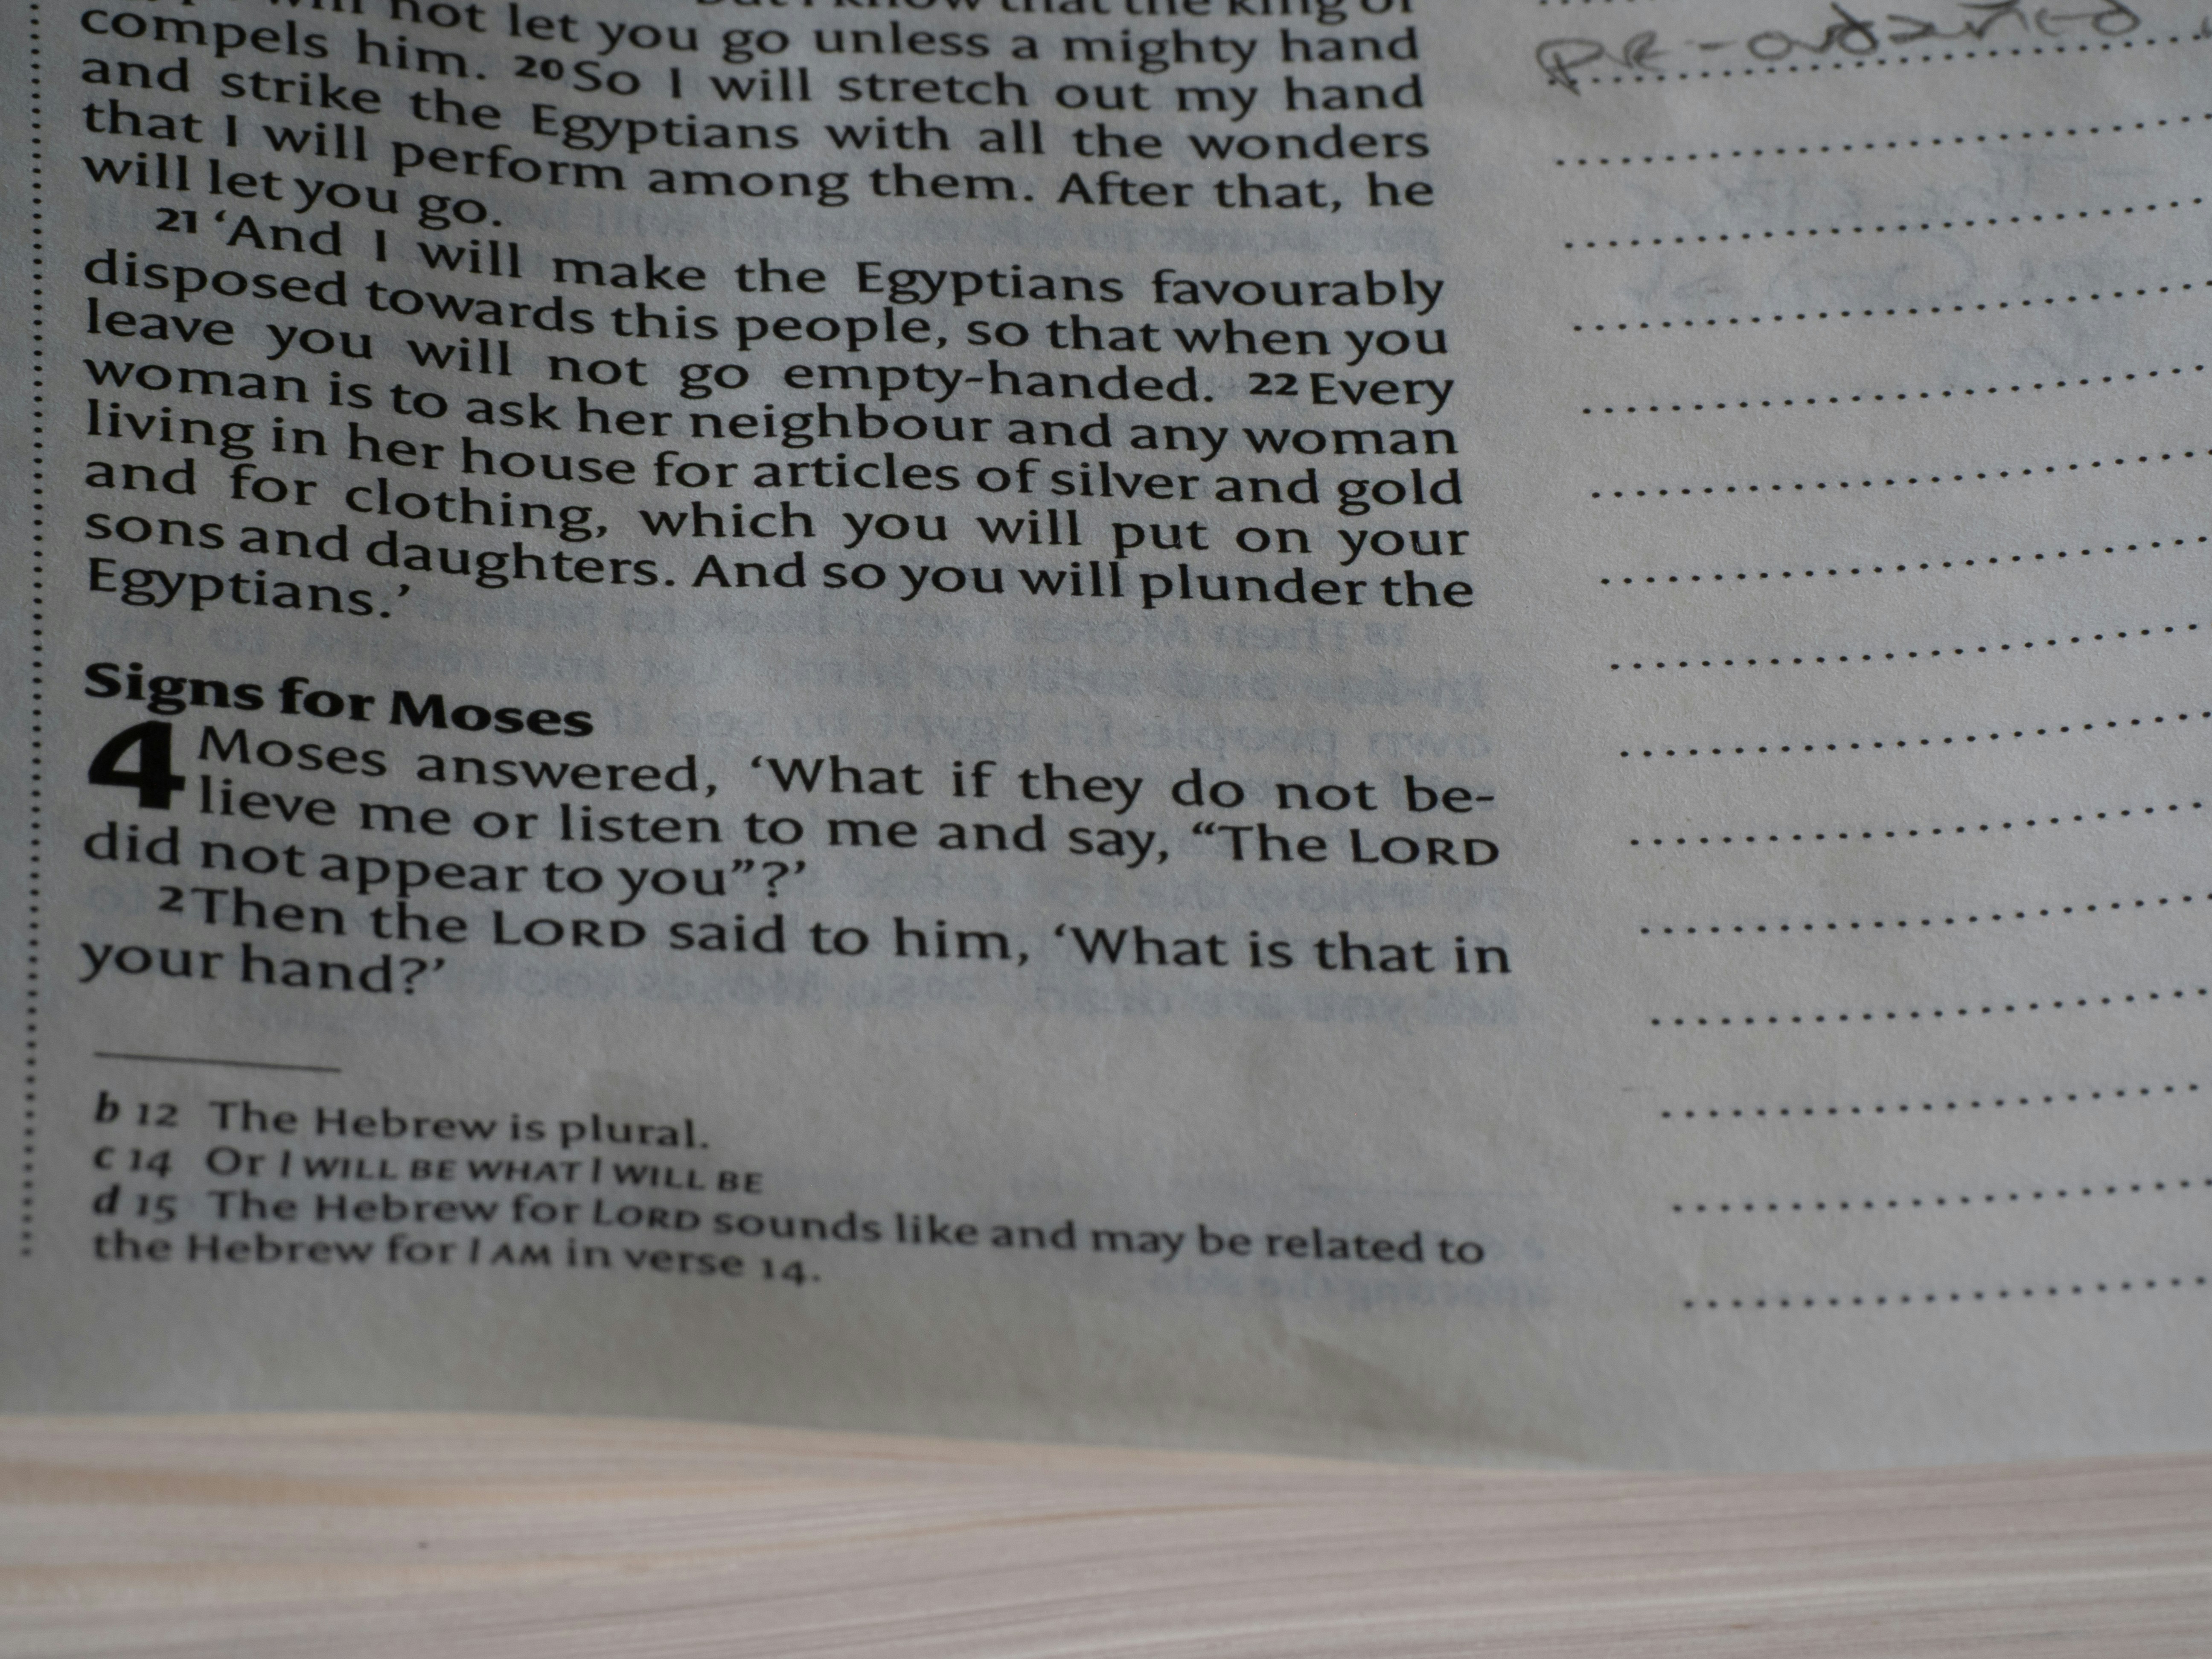 not let you go unless a mighty hand
compels him. 20 So I will stretch out my hand
and strike the Egyptians with all the wonders
that I will perform among them. After that, he
will let you go.
21 ‘And I will make the Egyptians favourably
disposed towards this people, so that when you
leave you will not go empty-handed. 22 Every
woman is to ask her neighbour and any woman
living in her house for articles of silver and gold
and for clothing, which you will put on your
sons and daughters. And so you will plunder the
Egyptians.’
Signs for Moses
4 Moses answered, ‘What if they do not be-
lieve me or listen to me and say, “The LORD
did not appear to you”?’
2 Then the LORD said to him, ‘What is that in
your hand?’
b 12 The Hebrew is plural.
c 14 Or I WILL BE WHAT I WILL BE
d 15 The Hebrew for LORD sounds like and may be related to
the Hebrew for I AM in verse 14.